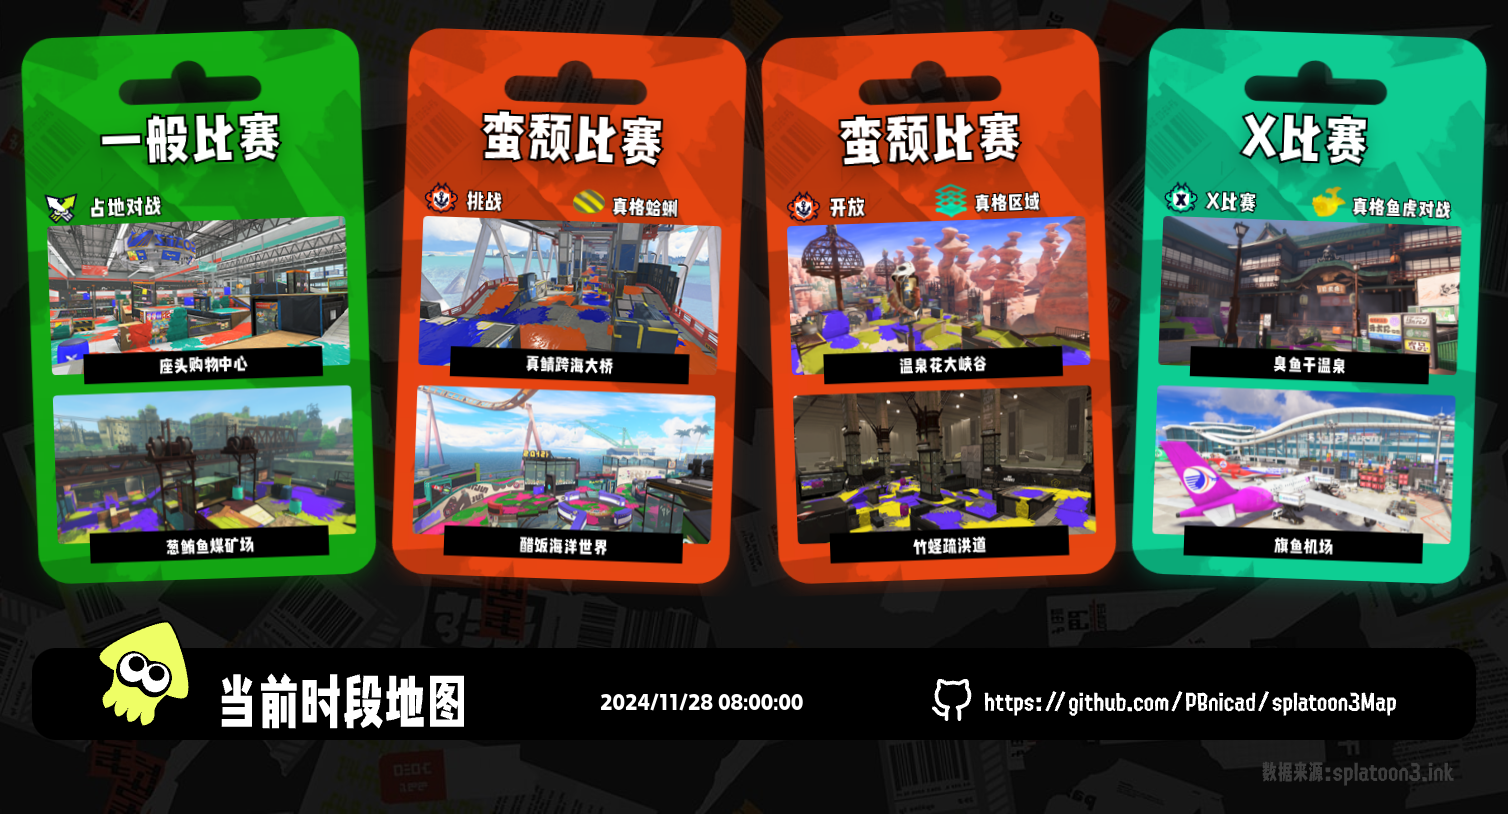 一般比赛
占地对战
座头购物中心
葱鲔鱼煤矿场
蛮颓比赛
挑战
真格蛤蜊
真鲭跨海大桥
醋饭海洋世界
蛮颓比赛
开放
真格区域
温泉花大峡谷
竹蛏疏洪道
X比赛
X比赛
真格鱼虎对战
臭鱼干温泉
旗鱼机场
当前时段地图
2024/11/28 08:00:00
https://github.com/PBnicad/splatoon3Map
数据来源:splatoon3.ink